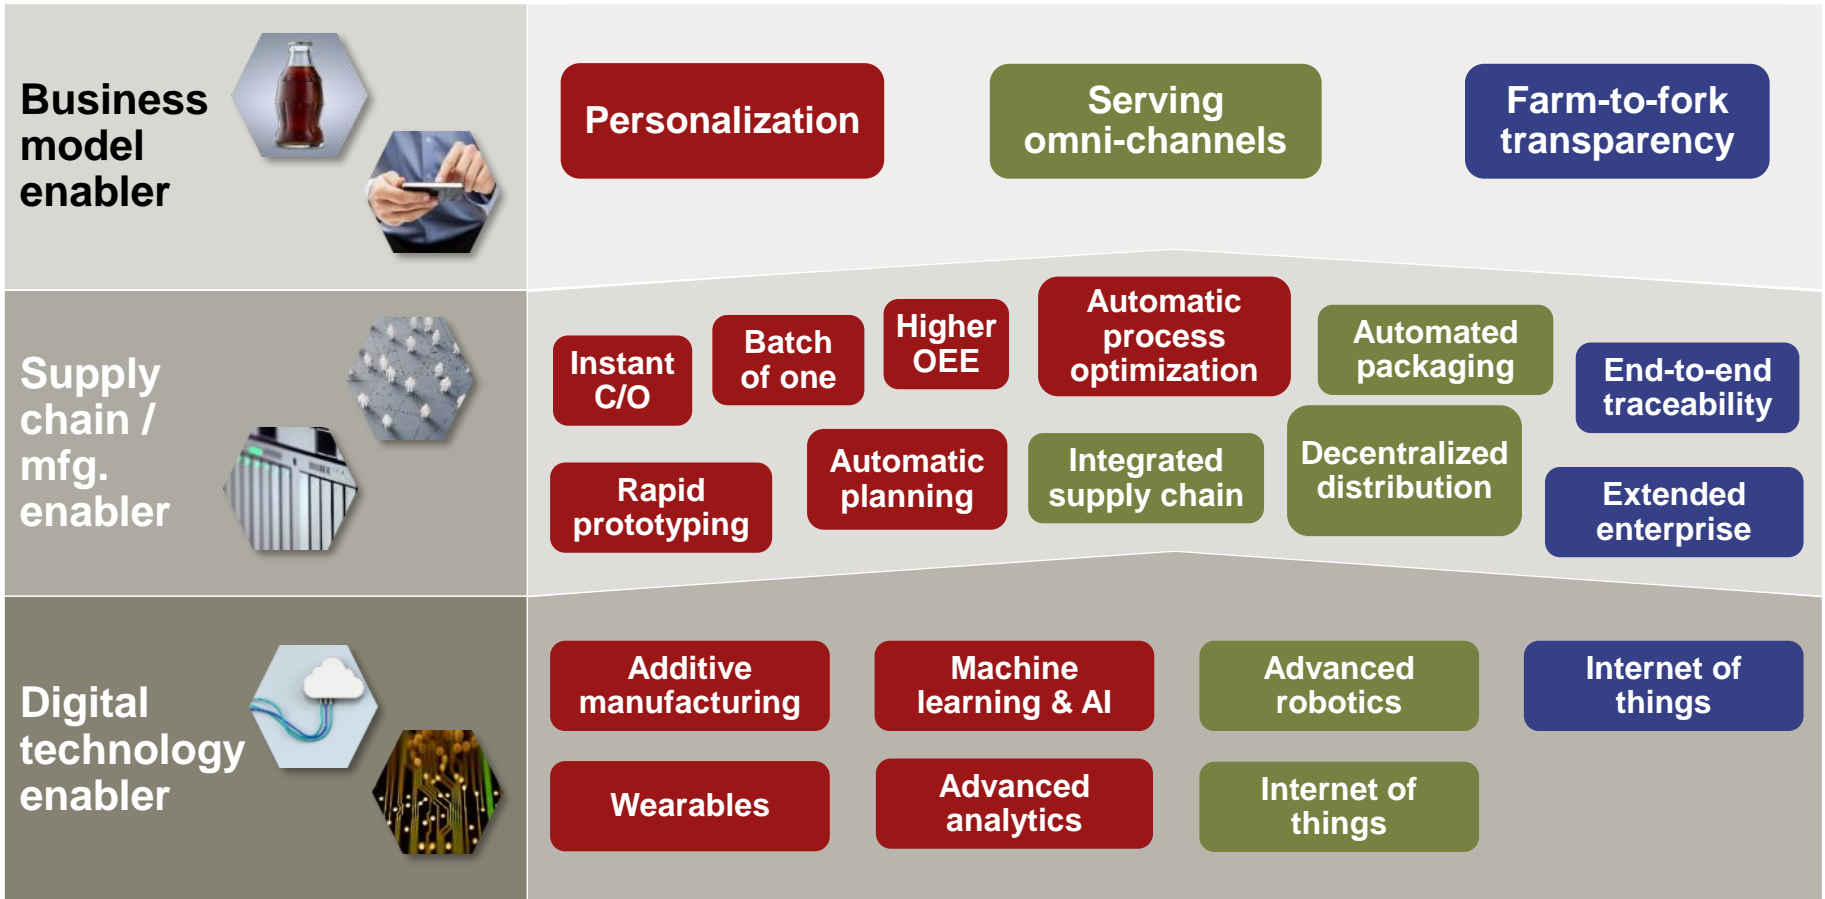 Business
model
enabler
Personalization
Serving
omni-channels
Farm-to-fork
transparency
Supply
chain /
mfg.
enabler
Instant
C/O
Batch
of one
Higher
OEE
Automatic
process
optimization
Automated
packaging
End-to-end
traceability
Rapid
prototyping
Automatic
planning
Integrated
supply chain
Decentralized
distribution
Extended
enterprise
Digital
technology
enabler
Additive
manufacturing
Machine
learning & AI
Advanced
robotics
Internet of
things
Wearables
Advanced
analytics
Internet of
things